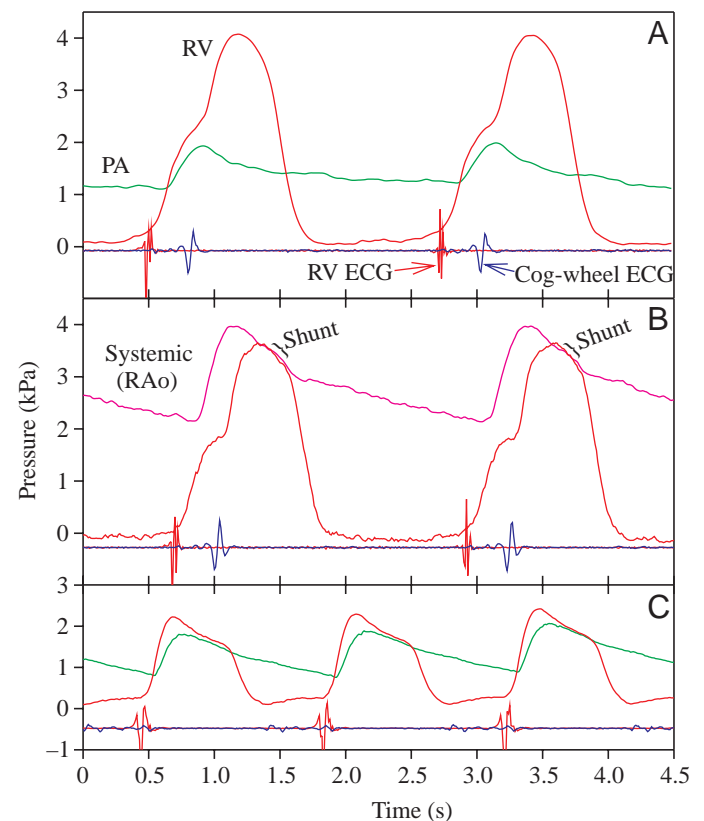 A
4
RV
3
2
PA
1
0
RV ECG
Cog-wheel ECG
B
4
Shunt
Shunt
Systemic
(RAo)
3
2
1
0
Pressure (kPa)
3
C
2
1
0
–1
0 0.5 1.0 1.5 2.0 2.5 3.0 3.5 4.0 4.5
Time (s)